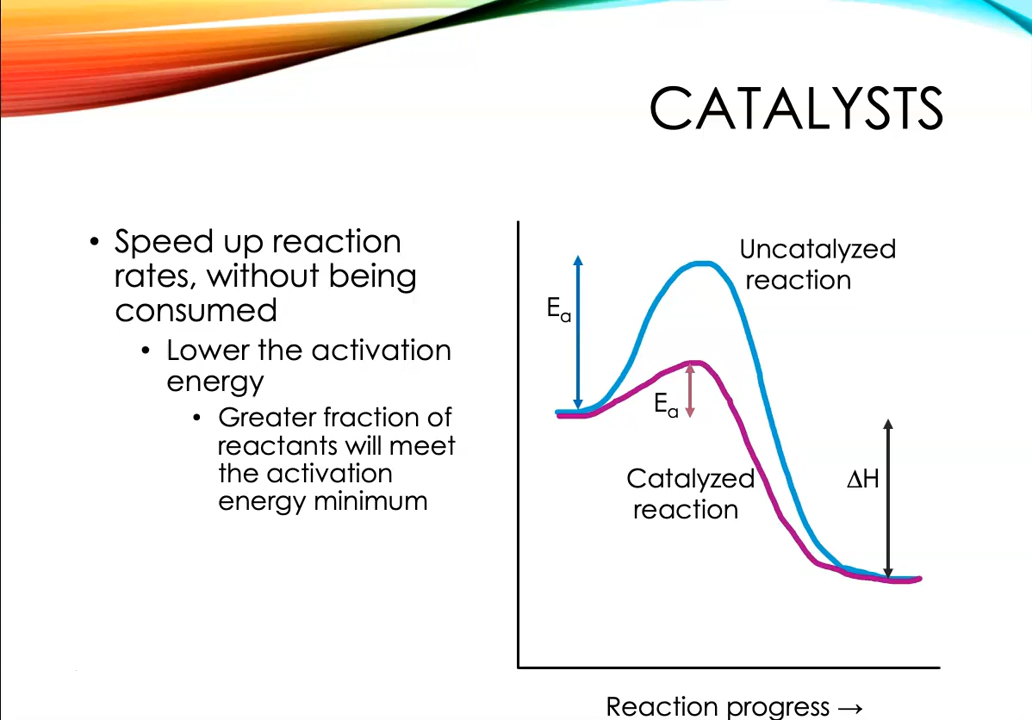 CATALYSTS
• Speed up reaction
rates, without being
consumed
• Lower the activation
energy
• Greater fraction of
reactants will meet
the activation
energy minimum
Uncatalyzed
reaction
Eₐ
Eₐ
Catalyzed
reaction
ΔH
Reaction progress →